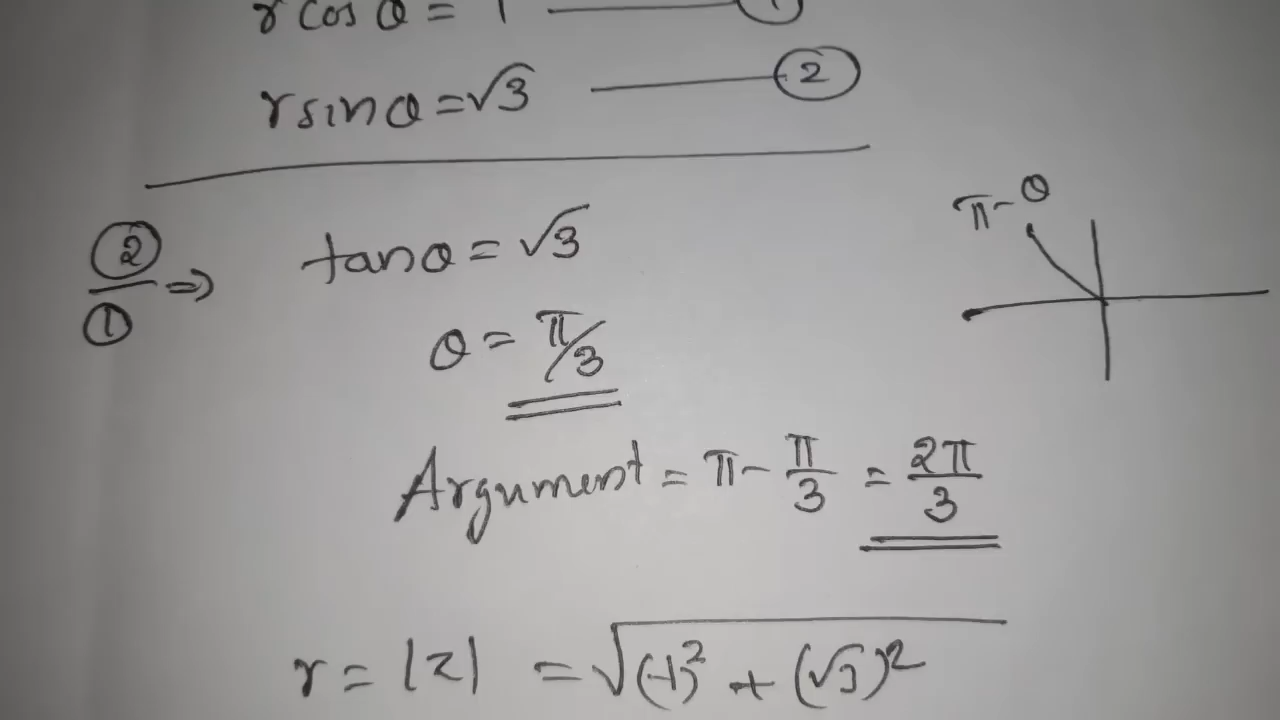 r cos θ = 1 ——— ①
r sin θ = √3 ——— ②
②/① ⇒ tan θ = √3
π - θ
θ = π/3
Argument = π - π/3 = 2π/3
r = |z| = √((-1)² + (√3)²)